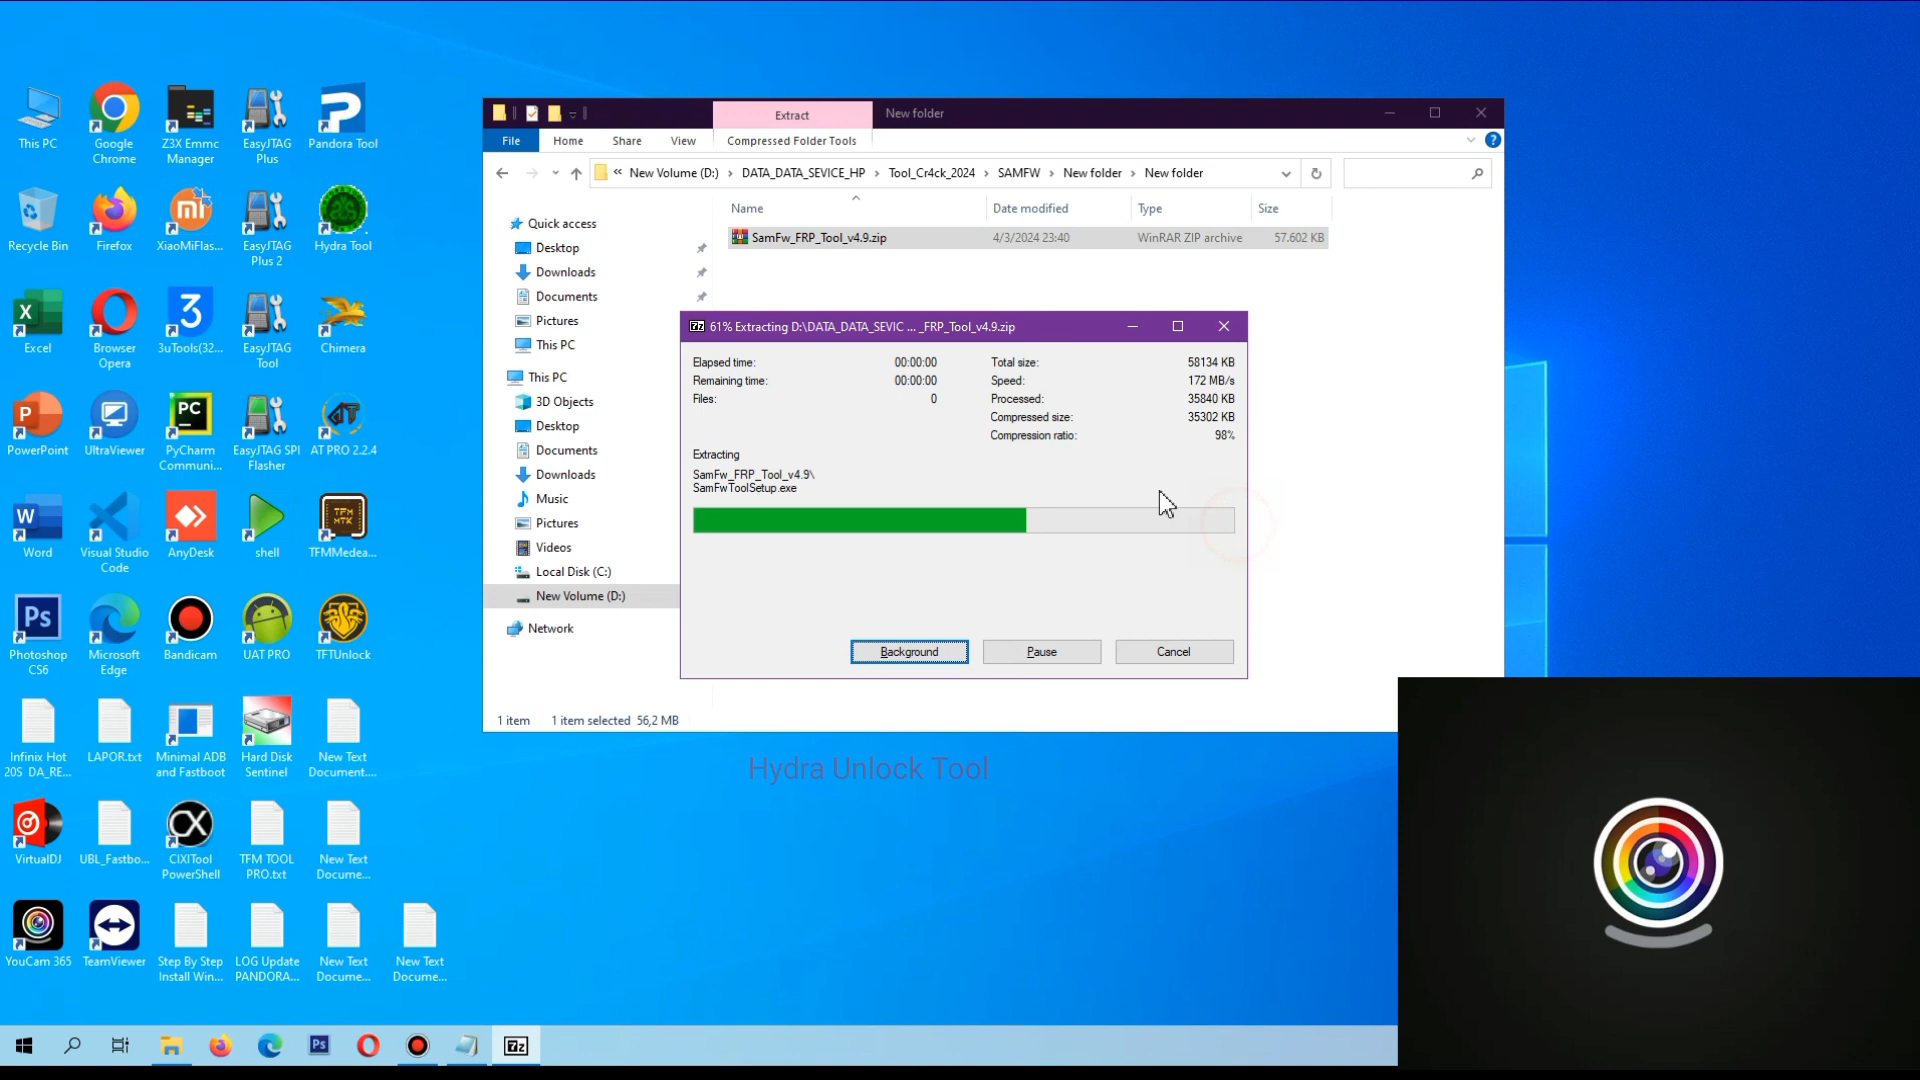 This PC
Google
Chrome
Z3X Emmc
Manager
EasyJTAG
Plus
Pandora Tool
Recycle Bin
Firefox
XiaoMiFlas...
EasyJTAG
Plus 2
Hydra Tool
Excel
Browser
Opera
3uTools(32...
EasyJTAG
Tool
Chimera
PowerPoint
UltraViewer
PyCharm
Communi...
EasyJTAG SPI
Flasher
AT PRO 2.2.4
Word
Visual Studio
Code
AnyDesk
shell
TFMMedea...
Photoshop
CS6
Microsoft
Edge
Bandicam
UAT PRO
TFTUnlock
Infinix Hot
20S DA_RE...
LAPOR.txt
Minimal ADB
and Fastboot
Hard Disk
Sentinel
New Text
Document....
VirtualDJ
UBL_Fastbo...
CIXITool
PowerShell
TFM TOOL
PRO.txt
New Text
Docume...
YouCam 365
TeamViewer
Step By Step
Install Win...
LOG Update
PANDORA...
New Text
Docume...
New Text
Docume...
Extract
New folder
File
Home
Share
View
Compressed Folder Tools
« New Volume (D:) › DATA_DATA_SEVICE_HP › Tool_Cr4ck_2024 › SAMFW › New folder › New folder
Name
Date modified
Type
Size
SamFw_FRP_Tool_v4.9.zip
4/3/2024 23:40
WinRAR ZIP archive
57.602 KB
Quick access
Desktop
Downloads
Documents
Pictures
This PC
This PC
3D Objects
Desktop
Documents
Downloads
Music
Pictures
Videos
Local Disk (C:)
New Volume (D:)
Network
1 item
1 item selected 56,2 MB
61% Extracting D:\DATA_DATA_SEVIC ... _FRP_Tool_v4.9.zip
Elapsed time: 00:00:00
Remaining time: 00:00:00
Files: 0
Total size: 58134 KB
Speed: 172 MB/s
Processed: 35840 KB
Compressed size: 35302 KB
Compression ratio: 98%
Extracting
SamFw_FRP_Tool_v4.9\
SamFwToolSetup.exe
Background
Pause
Cancel
Hydra Unlock Tool